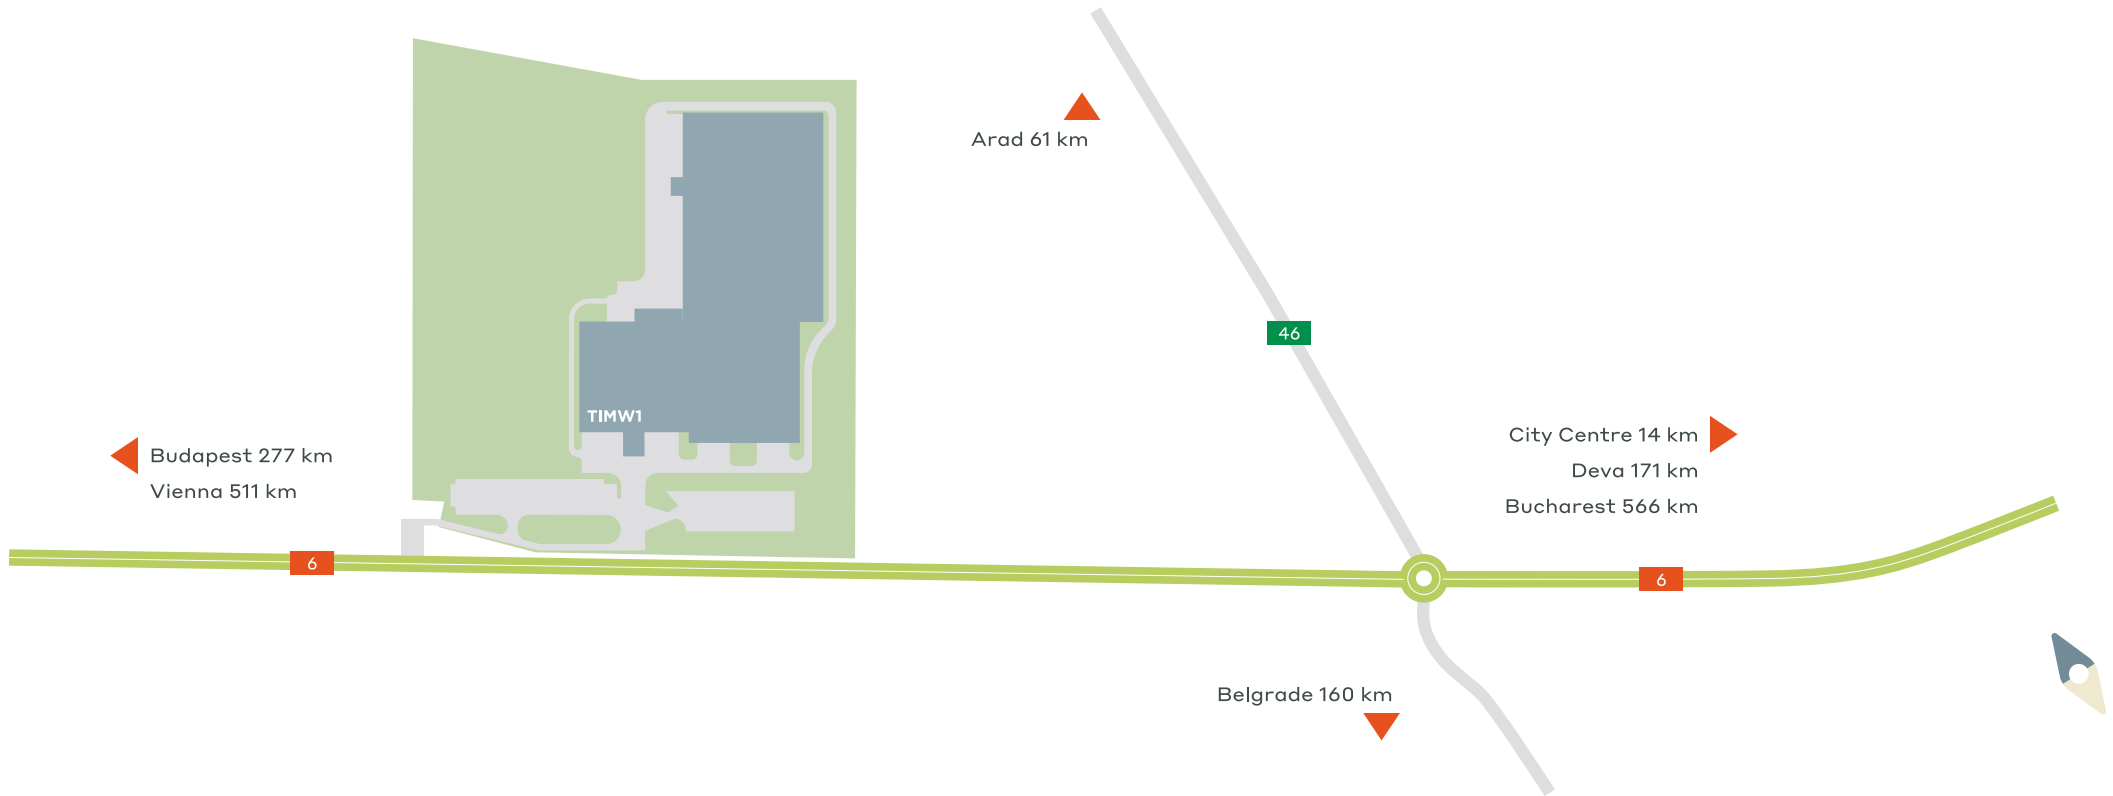 Arad 61 km
46
TIMW1
City Centre 14 km
Deva 171 km
Bucharest 566 km
Budapest 277 km
Vienna 511 km
6
6
Belgrade 160 km